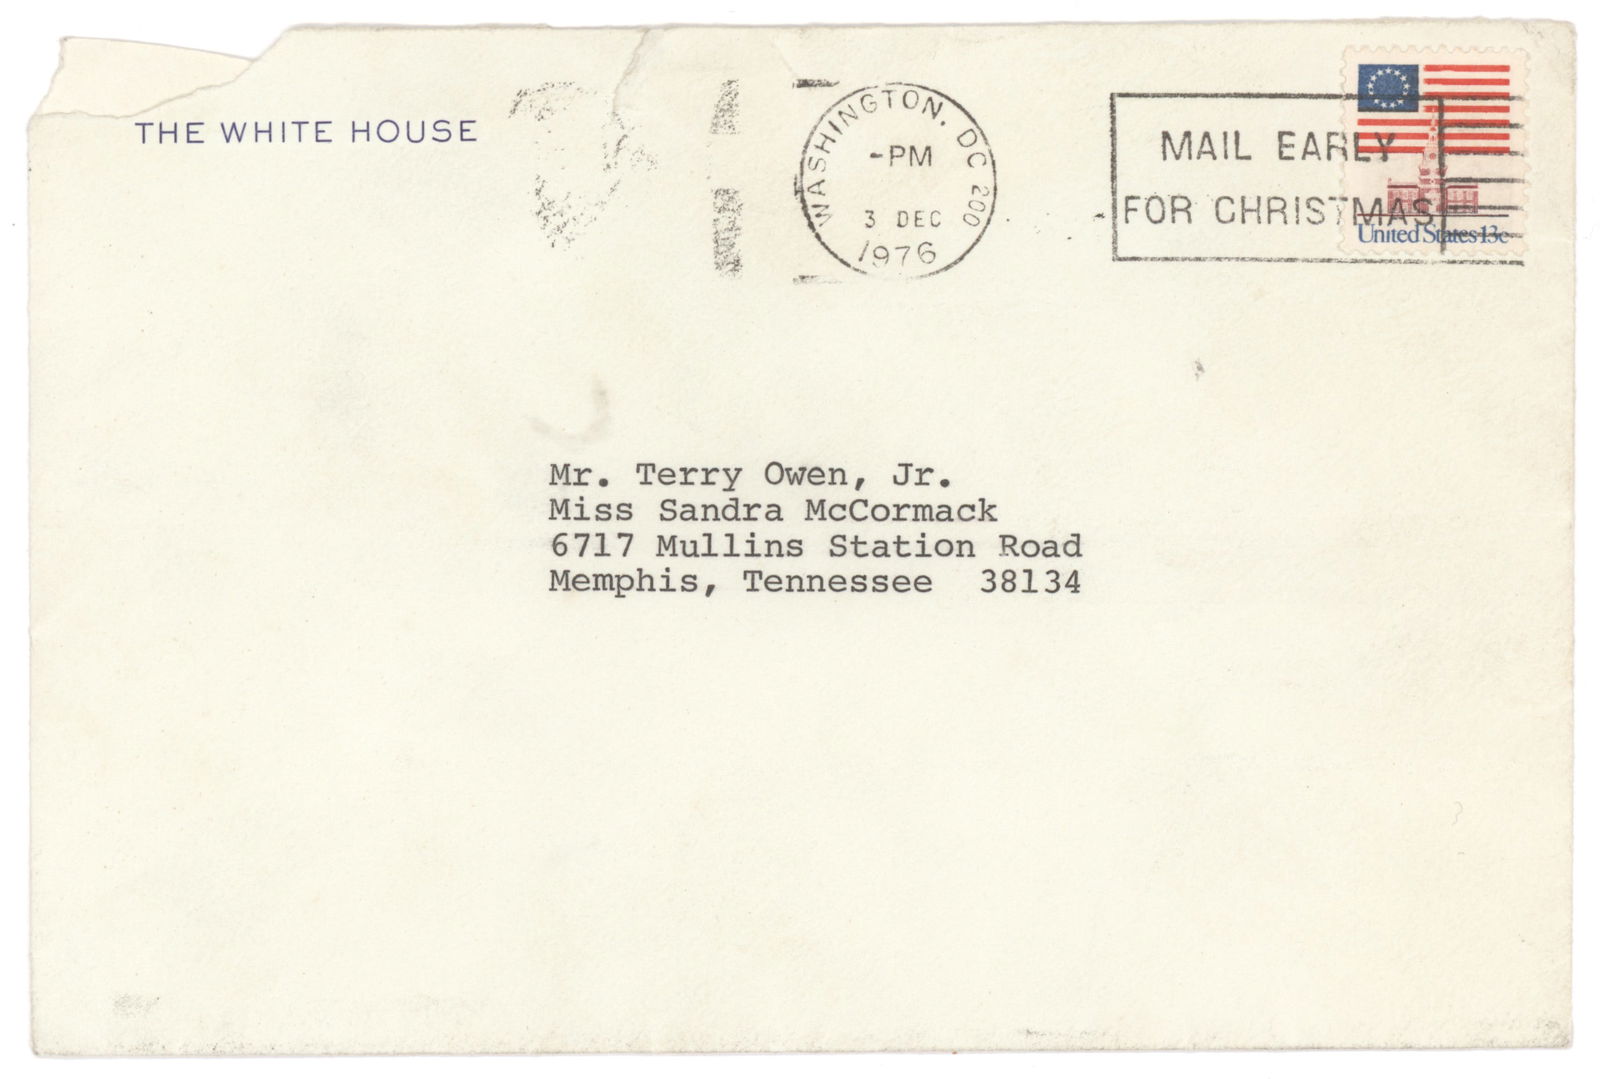 THE WHITE HOUSE
WASHINGTON, DC 200
-PM
3 DEC
1976
MAIL EARLY
FOR CHRISTMAS
United States 13c
Mr. Terry Owen, Jr.
Miss Sandra McCormack
6717 Mullins Station Road
Memphis, Tennessee  38134